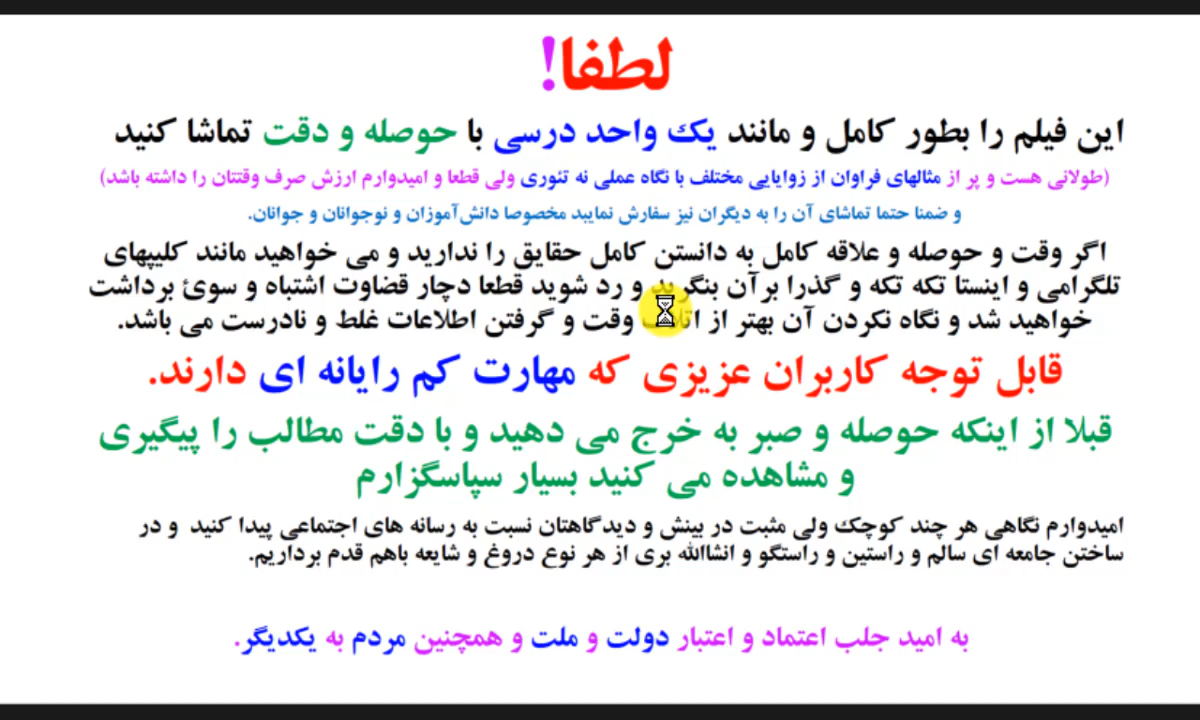 لطفا!
این فیلم را بطور کامل و مانند یک واحد درسی با حوصله و دقت تماشا کنید
(طولانی هست و پر از مثالهای فراوان از زوایایی مختلف با نگاه عملی نه تئوری ولی قطعا و امیدوارم ارزش صرف وقتتان را داشته باشد)
و ضمنا حتما تماشای آن را به دیگران نیز سفارش نمایید مخصوصا دانش‌آموزان و نوجوانان و جوانان.
اگر وقت و حوصله و علاقه کامل به دانستن کامل حقایق را ندارید و می خواهید مانند کلیپهای
تلگرامی و اینستا تکه تکه و گذرا برآن بنگرید و رد شوید قطعا دچار قضاوت اشتباه و سوئ برداشت
خواهید شد و نگاه نکردن آن بهتر از وقت و گرفتن اطلاعات غلط و نادرست می باشد.
قابل توجه کاربران عزیزی که مهارت کم رایانه ای دارند.
قبلا از اینکه حوصله و صبر به خرج می دهید و با دقت مطالب را پیگیری
و مشاهده می کنید بسیار سپاسگزارم
امیدوارم نگاهی هر چند کوچک ولی مثبت در بینش و دیدگاهتان نسبت به رسانه های اجتماعی پیدا کنید و در
ساختن جامعه ای سالم و راستین و راستگو و انشاالله بری از هر نوع دروغ و شایعه باهم قدم برداریم.
به امید جلب اعتماد و اعتبار دولت و ملت و همچنین مردم به یکدیگر.